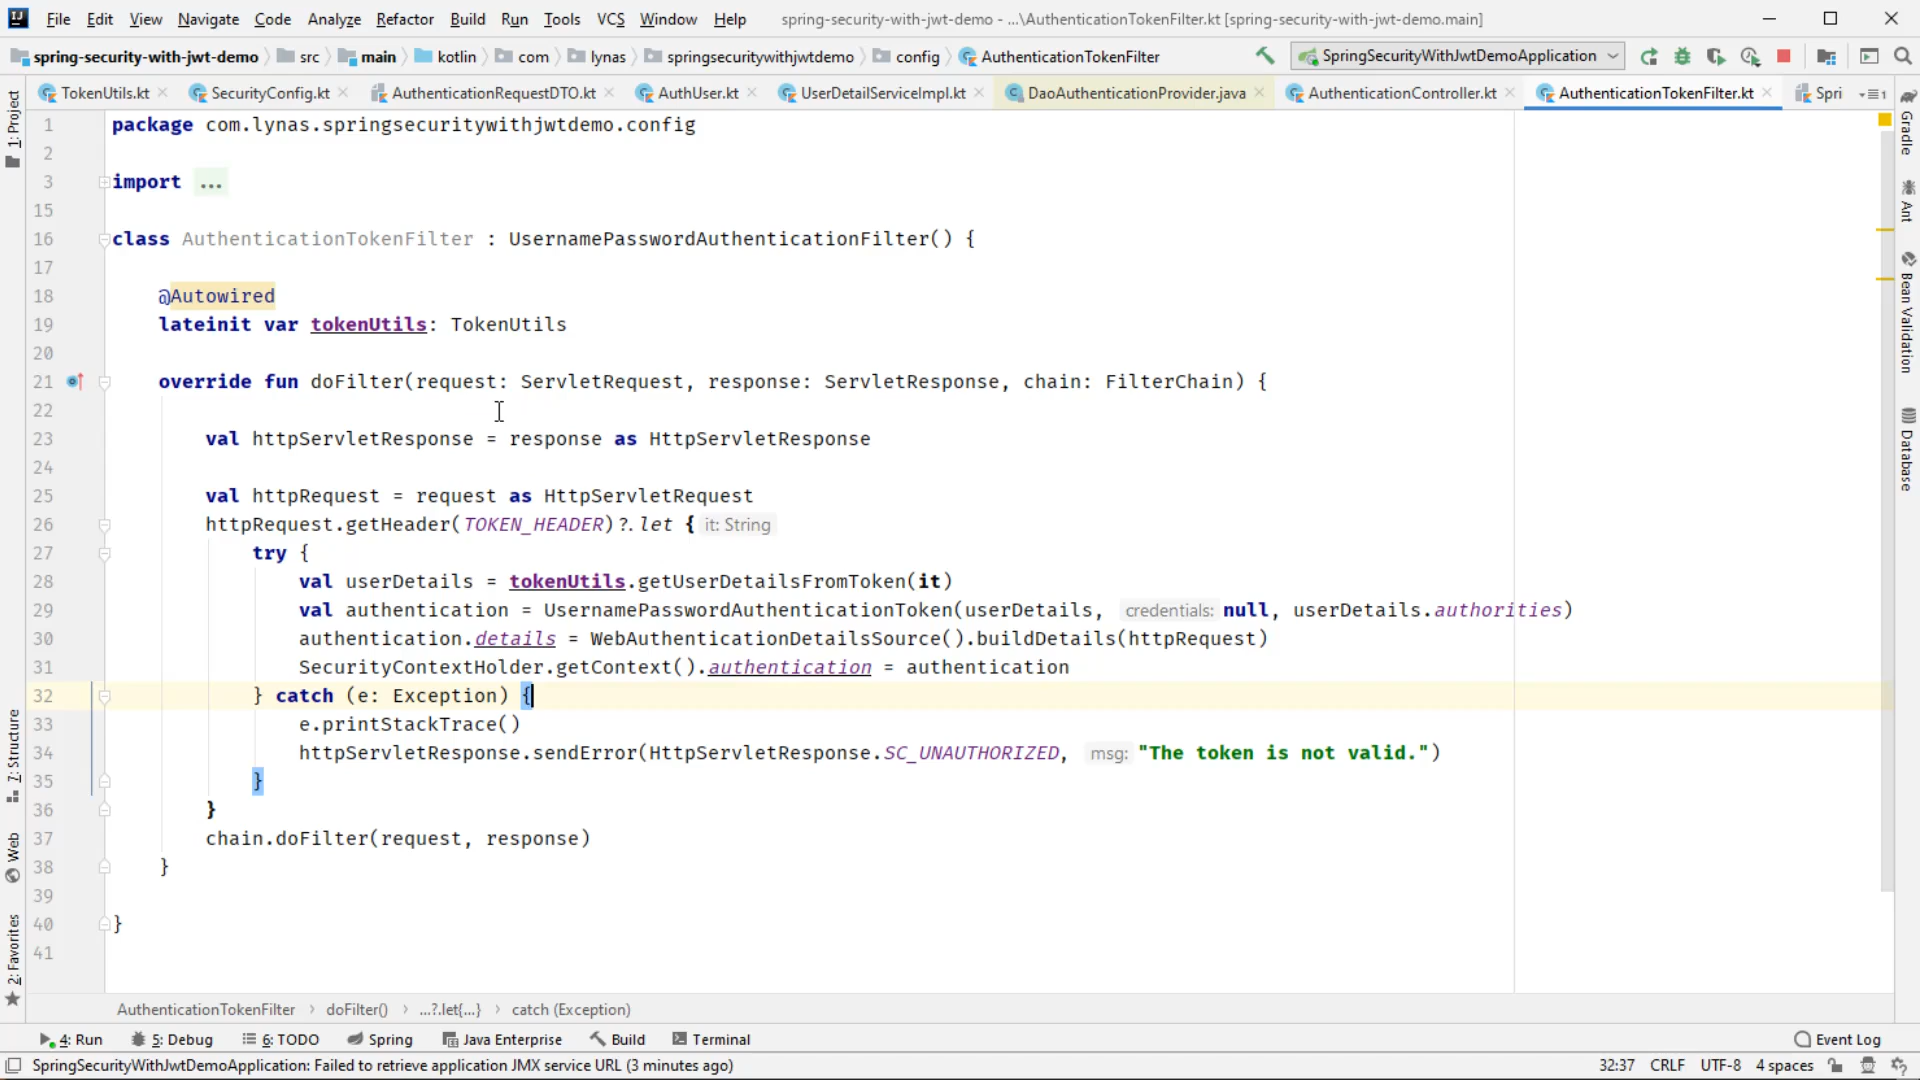 File Edit View Navigate Code Analyze Refactor Build Run Tools VCS Window Help spring-security-with-jwt-demo - ...\AuthenticationTokenFilter.kt [spring-security-with-jwt-demo.main]
spring-security-with-jwt-demo src main kotlin com lynas springsecuritywithjwtdemo config AuthenticationTokenFilter SpringSecurityWithJwtDemoApplication
TokenUtils.kt SecurityConfig.kt AuthenticationRequestDTO.kt AuthUser.kt UserDetailServiceImpl.kt DaoAuthenticationProvider.java AuthenticationController.kt AuthenticationTokenFilter.kt Spri 1
1 package com.lynas.springsecuritywithjwtdemo.config
2
3 import ...
15
16 class AuthenticationTokenFilter : UsernamePasswordAuthenticationFilter() {
17
18 @Autowired
19 lateinit var tokenUtils: TokenUtils
20
21 override fun doFilter(request: ServletRequest, response: ServletResponse, chain: FilterChain) {
22
23 val httpServletResponse = response as HttpServletResponse
24
25 val httpRequest = request as HttpServletRequest
26 httpRequest.getHeader(TOKEN_HEADER)?.let { it: String
27 try {
28 val userDetails = tokenUtils.getUserDetailsFromToken(it)
29 val authentication = UsernamePasswordAuthenticationToken(userDetails, credentials: null, userDetails.authorities)
30 authentication.details = WebAuthenticationDetailsSource().buildDetails(httpRequest)
31 SecurityContextHolder.getContext().authentication = authentication
32 } catch (e: Exception) {
33 e.printStackTrace()
34 httpServletResponse.sendError(HttpServletResponse.SC_UNAUTHORIZED, msg: "The token is not valid.")
35 }
36 }
37 chain.doFilter(request, response)
38 }
39
40 }
41
1: Project
7: Structure
Web
2: Favorites
Gradle
Ant
Bean Validation
Database
AuthenticationTokenFilter › doFilter() › ...?.let{...} › catch (Exception)
4: Run 5: Debug 6: TODO Spring Java Enterprise Build Terminal Event Log
SpringSecurityWithJwtDemoApplication: Failed to retrieve application JMX service URL (3 minutes ago) 32:37 CRLF UTF-8 4 spaces